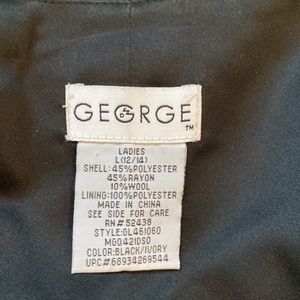 GEORGE
TM
LADIES
L(12/14)
SHELL:45%POLYESTER
45%RAYON
10%WOOL
LINING:100%POLYESTER
MADE IN CHINA
SEE SIDE FOR CARE
RN#52438
STYLE:GL461060
MGQ421DSO
COLOR:BLACK/IVORY
UPC#68934269544